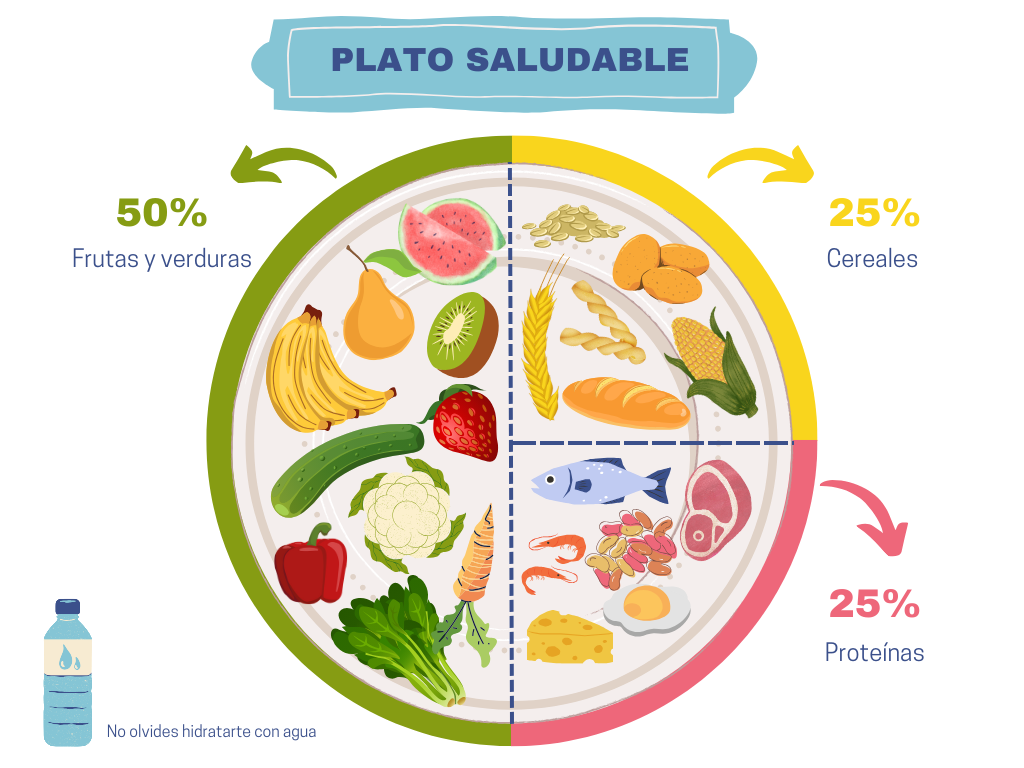 PLATO SALUDABLE
50%
Frutas y verduras
25%
Cereales
25%
Proteínas
No olvides hidratarte con agua